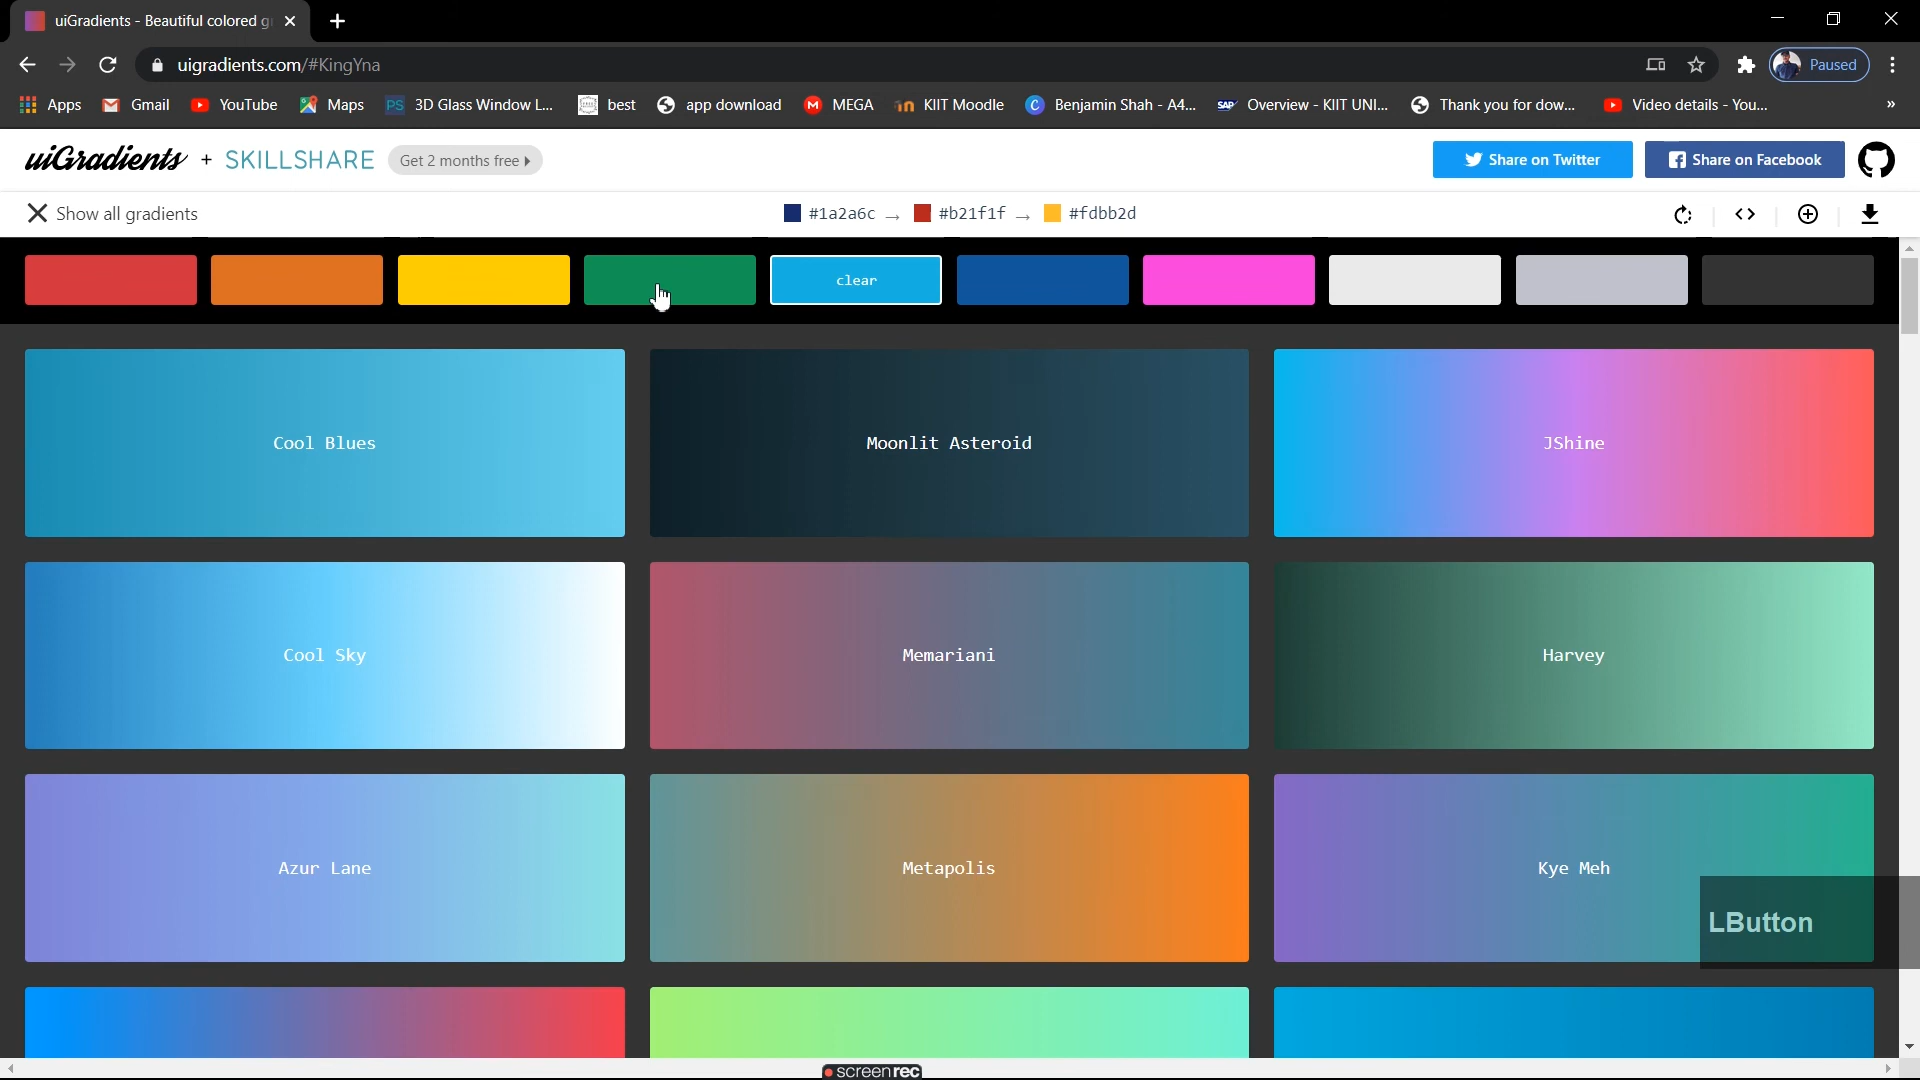 uiGradients - Beautiful colored g
uigradients.com/#KingYna
Paused
Apps
Gmail
YouTube
Maps
PS
3D Glass Window L...
best
app download
MEGA
KIIT Moodle
Benjamin Shah - A4...
SAP
Overview - KIIT UNI...
Thank you for dow...
Video details - You...
»
uiGradients + SKILLSHARE
Get 2 months free
Share on Twitter
Share on Facebook
Show all gradients
#1a2a6c → #b21f1f → #fdbb2d
clear
Cool Blues
Moonlit Asteroid
JShine
Cool Sky
Memariani
Harvey
Azur Lane
Metapolis
Kye Meh
LButton
screenrec